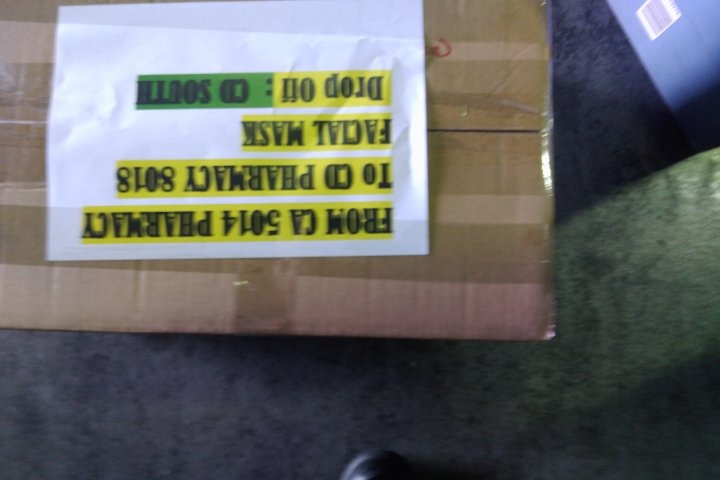 FROM CA 5014 PHARMACY
To CD PHARMACY 8018
FACIAL MASK
Drop Off : CD SOUTH